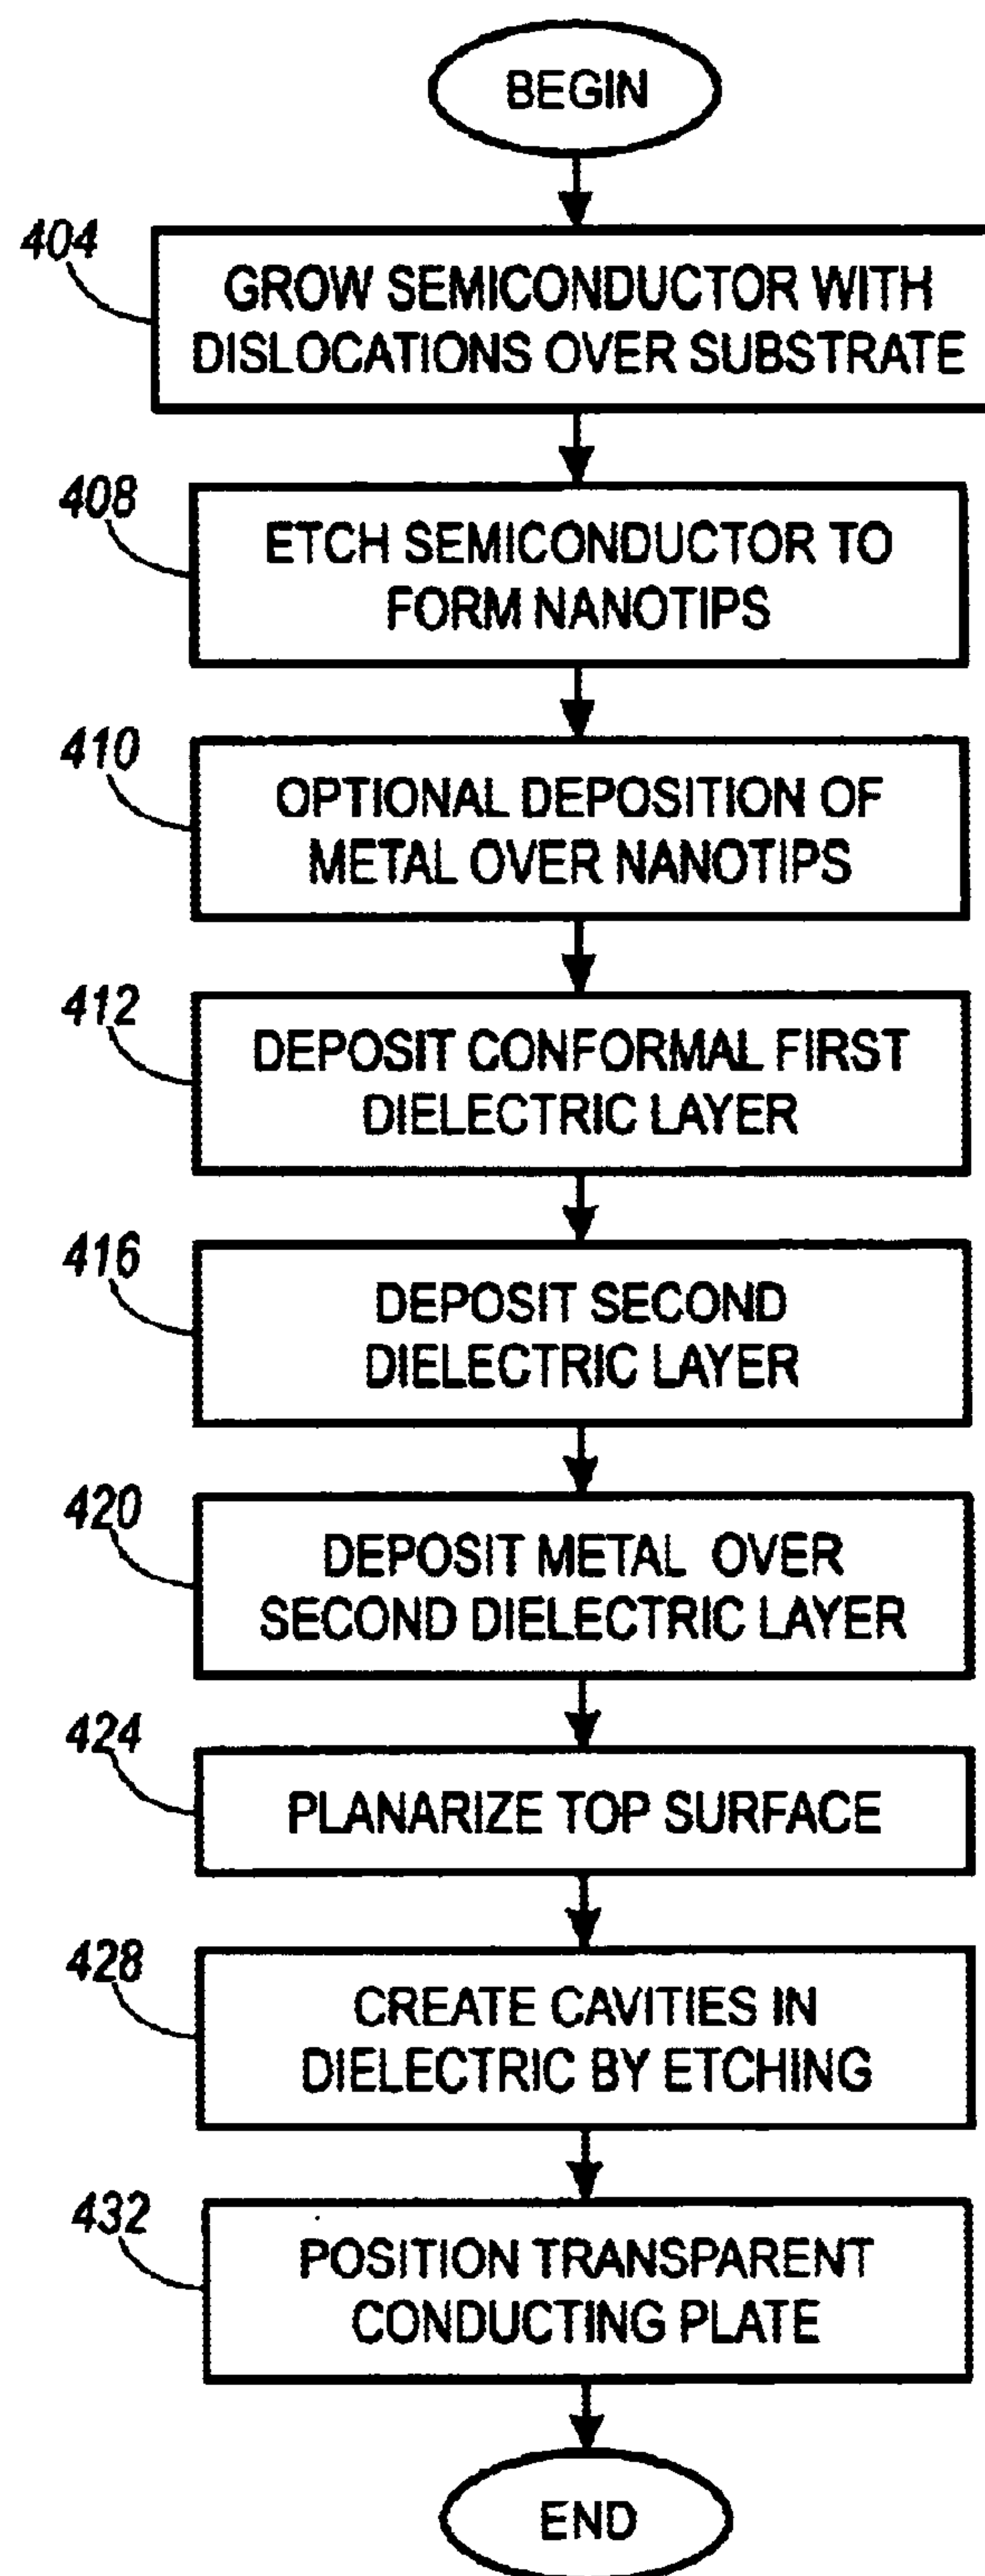 BEGIN
404
GROW SEMICONDUCTOR WITH
DISLOCATIONS OVER SUBSTRATE
408
ETCH SEMICONDUCTOR TO
FORM NANOTIPS
410
OPTIONAL DEPOSITION OF
METAL OVER NANOTIPS
412
DEPOSIT CONFORMAL FIRST
DIELECTRIC LAYER
416
DEPOSIT SECOND
DIELECTRIC LAYER
420
DEPOSIT METAL OVER
SECOND DIELECTRIC LAYER
424
PLANARIZE TOP SURFACE
428
CREATE CAVITIES IN
DIELECTRIC BY ETCHING
432
POSITION TRANSPARENT
CONDUCTING PLATE
END